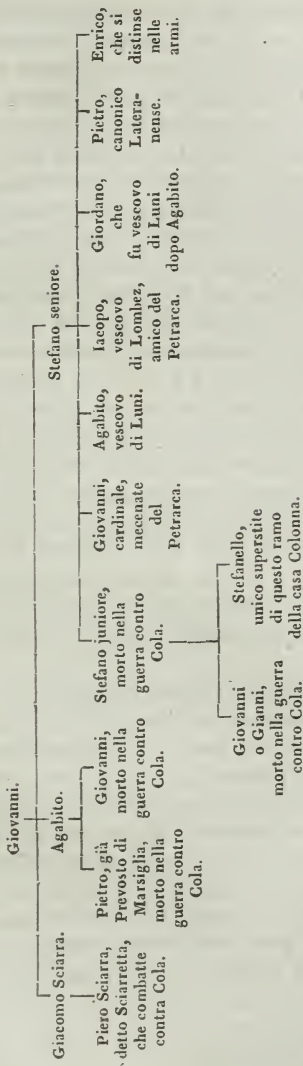 Giovanni.
Giacomo Sciarra.
Agabito.
Stefano seniore.
Piero Sciarra,
detto Sciarretta,
che combatte
contra Cola.
Pietro, già
Prevosto di
Marsiglia,
morto nella
guerra contro
Cola.
Giovanni,
morto nella
guerra contro
Cola.
Stefano juniore,
morto nella
guerra contro
Cola.
Giovanni,
cardinale,
mecenate
del
Petrarca.
Agabito,
vescovo
di Luni.
Iacopo,
vescovo
di Lombez,
amico del
Petrarca.
Giordano,
che
fu vescovo
di Luni
dopo Agabito.
Pietro,
canonico
Latera-
nense.
Enrico,
che si
distinse
nelle
armi.
Giovanni
o Gianni,
morto nella guerra
contro Cola.
Stefanello,
unico superstite
di questo ramo
della casa Colonna.